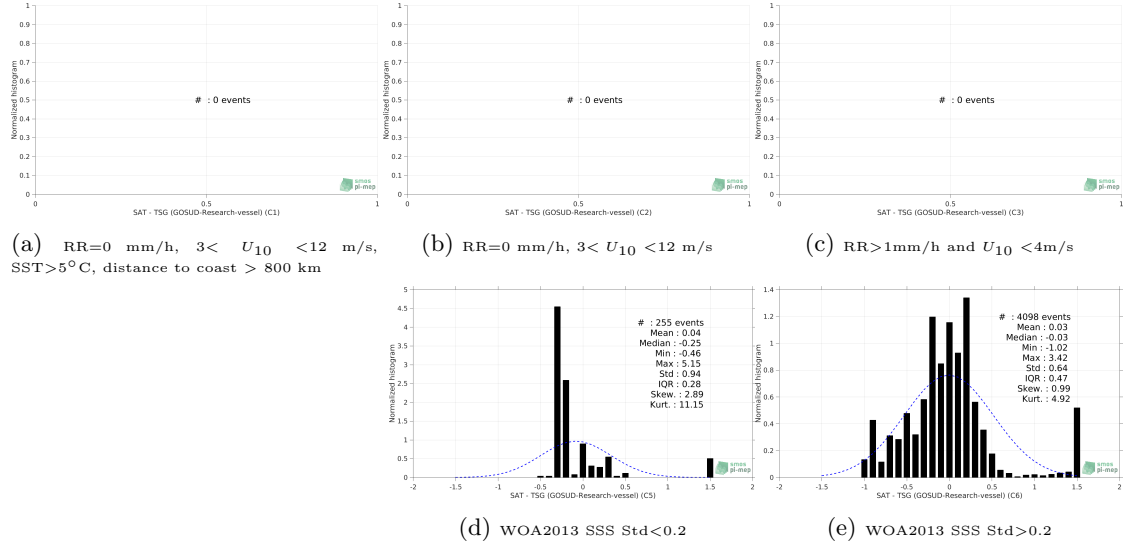 1
0.9
0.8
0.7
0.6
0.5
0.4
0.3
0.2
0.1
0
Normalized histogram
# : 0 events
smos
pi-mep
0 0.5 1
SAT - TSG (GOSUD-Research-vessel) (C1)
(a) RR=0 mm/h, 3< U10 <12 m/s,
SST>5°C, distance to coast > 800 km
1
0.9
0.8
0.7
0.6
0.5
0.4
0.3
0.2
0.1
0
Normalized histogram
# : 0 events
smos
pi-mep
0 0.5 1
SAT - TSG (GOSUD-Research-vessel) (C2)
(b) RR=0 mm/h, 3< U10 <12 m/s
1
0.9
0.8
0.7
0.6
0.5
0.4
0.3
0.2
0.1
0
Normalized histogram
# : 0 events
smos
pi-mep
0 0.5 1
SAT - TSG (GOSUD-Research-vessel) (C3)
(c) RR>1mm/h and U10 <4m/s
5
4.5
4
3.5
3
2.5
2
1.5
1
0.5
0
Normalized histogram
# : 255 events
Mean : 0.04
Median : -0.25
Min : -0.46
Max : 5.15
Std : 0.94
IQR : 0.28
Skew. : 2.89
Kurt. : 11.15
smos
pi-mep
-2 -1.5 -1 -0.5 0 0.5 1 1.5 2
SAT - TSG (GOSUD-Research-vessel) (C5)
(d) WOA2013 SSS Std<0.2
1.4
1.2
1
0.8
0.6
0.4
0.2
0
Normalized histogram
# : 4098 events
Mean : 0.03
Median : -0.03
Min : -1.02
Max : 3.42
Std : 0.64
IQR : 0.47
Skew. : 0.99
Kurt. : 4.92
smos
pi-mep
-2 -1.5 -1 -0.5 0 0.5 1 1.5 2
SAT - TSG (GOSUD-Research-vessel) (C6)
(e) WOA2013 SSS Std>0.2